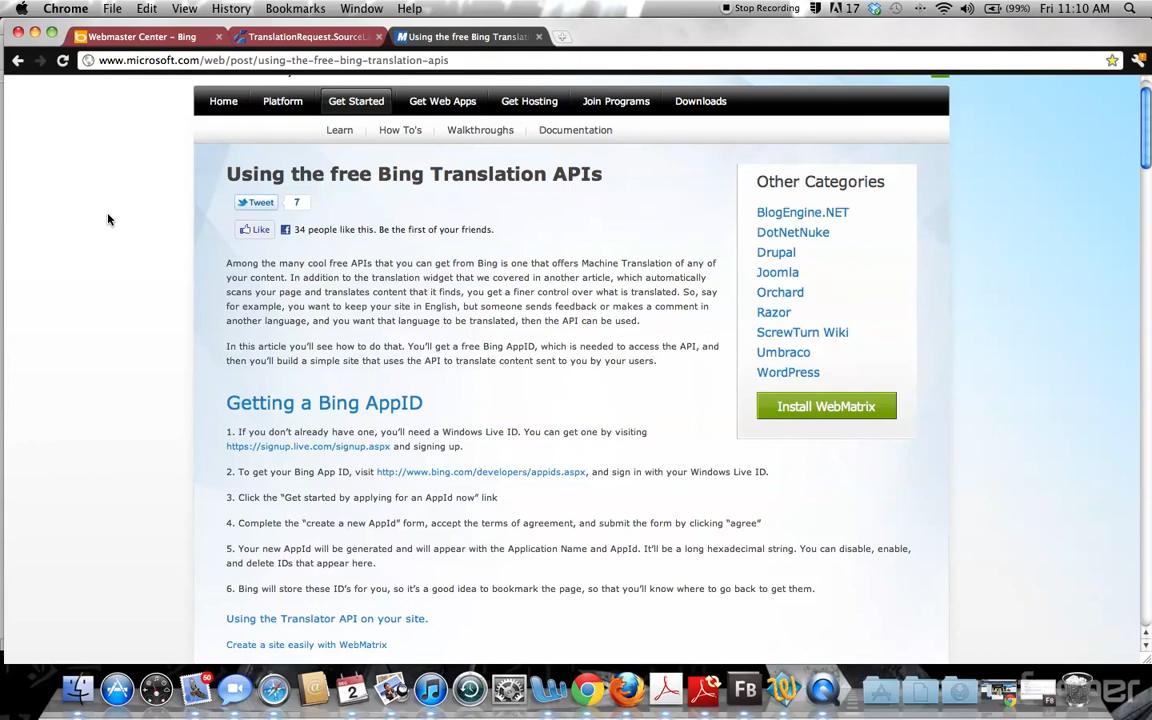 Chrome File Edit View History Bookmarks Window Help Stop Recording 17 (99%) Fri 11:10 AM
Webmaster Center – Bing × TranslationRequest.SourceL × Using the free Bing Translat ×
www.microsoft.com/web/post/using-the-free-bing-translation-apis
Home Platform Get Started Get Web Apps Get Hosting Join Programs Downloads
Learn How To's Walkthroughs Documentation
Using the free Bing Translation APIs
Tweet 7
Like 34 people like this. Be the first of your friends.
Among the many cool free APIs that you can get from Bing is one that offers Machine Translation of any of
your content. In addition to the translation widget that we covered in another article, which automatically
scans your page and translates content that it finds, you get a finer control over what is translated. So, say
for example, you want to keep your site in English, but someone sends feedback or makes a comment in
another language, and you want that language to be translated, then the API can be used.
In this article you'll see how to do that. You'll get a free Bing AppID, which is needed to access the API, and
then you'll build a simple site that uses the API to translate content sent to you by your users.
Getting a Bing AppID
1. If you don't already have one, you'll need a Windows Live ID. You can get one by visiting
https://signup.live.com/signup.aspx and signing up.
2. To get your Bing App ID, visit http://www.bing.com/developers/appids.aspx, and sign in with your Windows Live ID.
3. Click the "Get started by applying for an AppId now" link
4. Complete the "create a new AppId" form, accept the terms of agreement, and submit the form by clicking "agree"
5. Your new AppId will be generated and will appear with the Application Name and AppId. It'll be a long hexadecimal string. You can disable, enable,
and delete IDs that appear here.
6. Bing will store these ID's for you, so it's a good idea to bookmark the page, so that you'll know where to go back to get them.
Using the Translator API on your site.
Create a site easily with WebMatrix
Other Categories
BlogEngine.NET
DotNetNuke
Drupal
Joomla
Orchard
Razor
ScrewTurn Wiki
Umbraco
WordPress
Install WebMatrix
50
2
FB